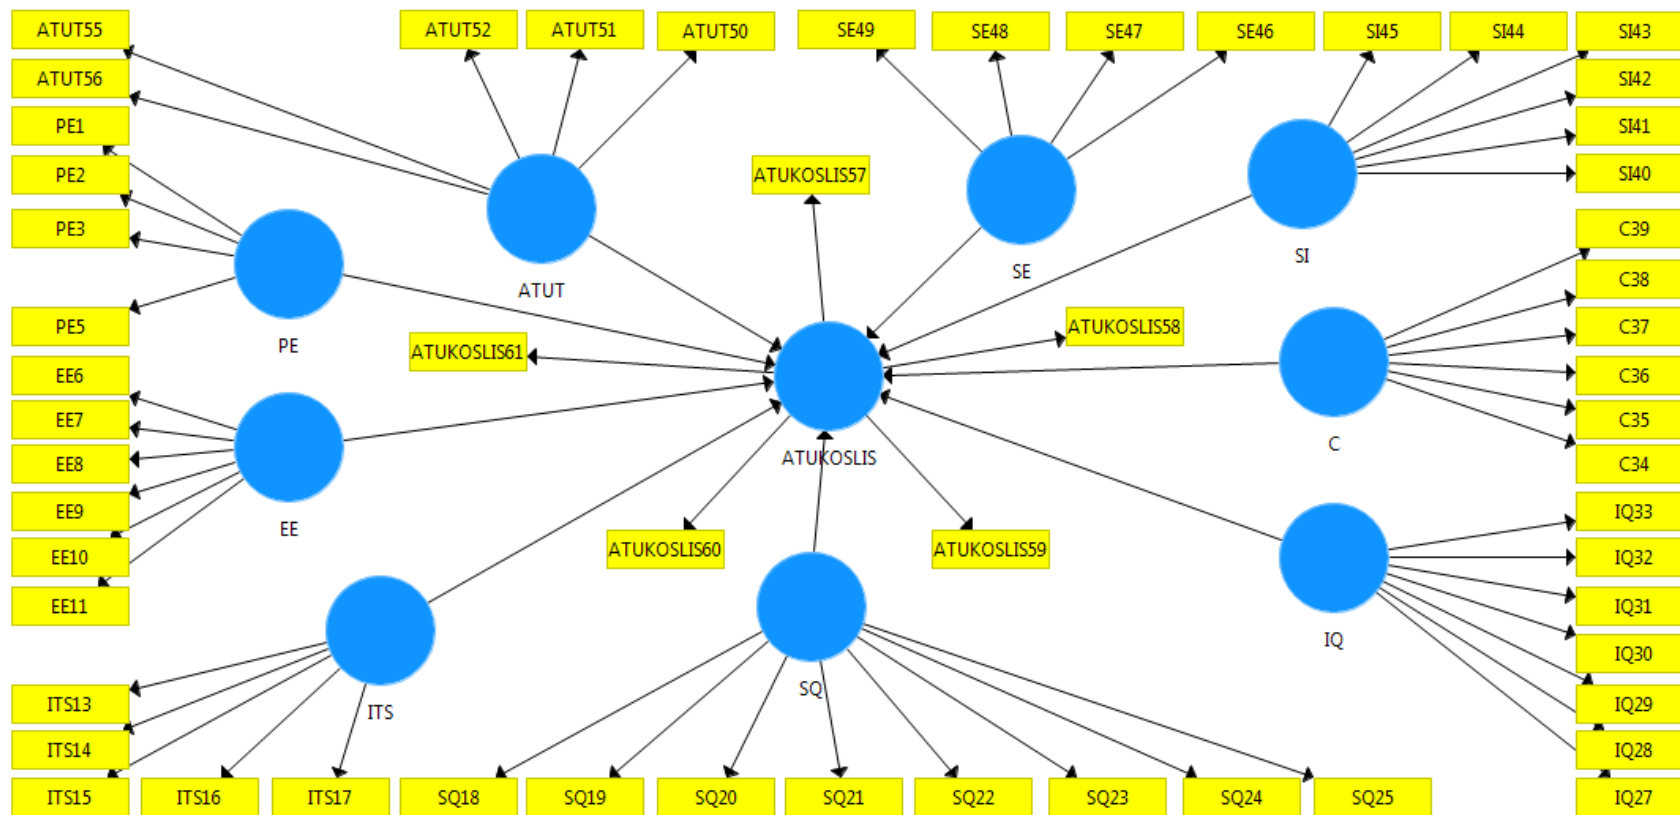 ATUT55
ATUT52
ATUT51
ATUT50
SE49
SE48
SE47
SE46
SI45
SI44
SI43
ATUT56
SI42
PE1
SI41
PE2
ATUKOSLIS57
SI40
PE3
C39
SE
SI
C38
ATUT
PE5
ATUKOSLIS58
C37
PE
ATUKOSLIS61
EE6
C36
EE7
C35
C
ATUKOSLIS
EE8
C34
EE9
IQ33
EE
ATUKOSLIS60
ATUKOSLIS59
EE10
IQ32
EE11
IQ31
IQ
IQ30
SQ
ITS13
IQ29
ITS
ITS14
IQ28
ITS15
ITS16
ITS17
SQ18
SQ19
SQ20
SQ21
SQ22
SQ23
SQ24
SQ25
IQ27